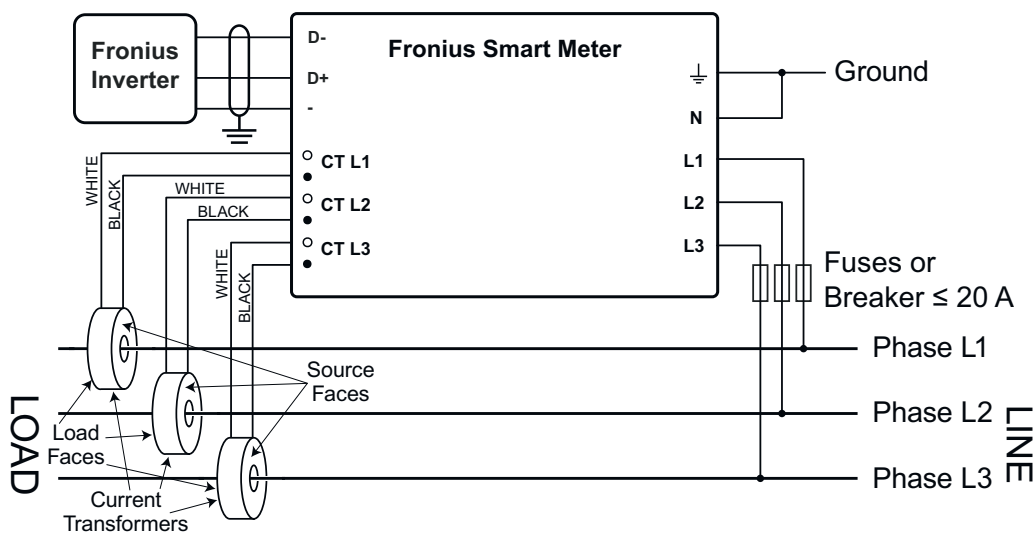 Fronius
Inverter
D-
D+
-
Fronius Smart Meter
Ground
N
CT L1
CT L2
CT L3
L1
L2
L3
WHITE
BLACK
WHITE
BLACK
WHITE
BLACK
Fuses or
Breaker ≤ 20 A
Phase L1
Phase L2
Phase L3
Source
Faces
Load
Faces
Current
Transformers
LOAD
LINE